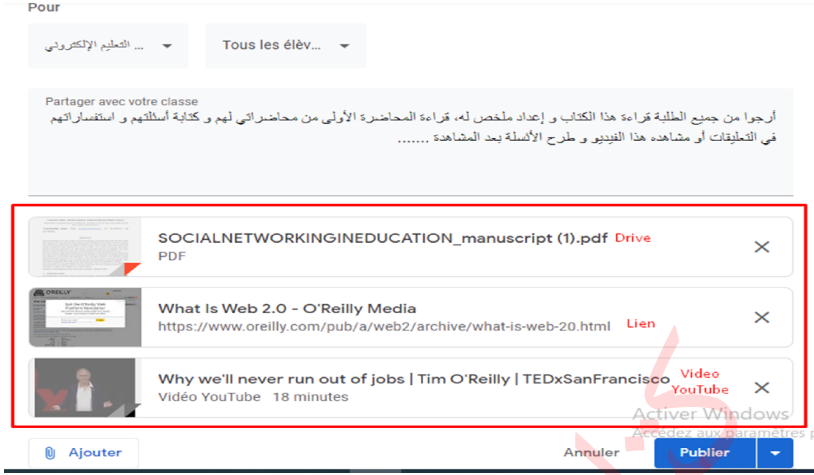 Pour
التعليم الإلكتروني ...
Tous les élèv...
Partager avec votre classe
أرجوا من جميع الطلبة قراءة هذا الكتاب و إعداد ملخص له، قراءة المحاضرة الأولى من محاضراتي لهم و كتابة أسئلتهم و استفساراتهم
في التعليقات أو مشاهده هذا الفيديو و طرح الأئسلة بعد المشاهدة .......
SOCIALNETWORKINGINEDUCATION_manuscript (1).pdf Drive
PDF
O'REILLY
What Is Web 2.0 - O'Reilly Media
https://www.oreilly.com/pub/a/web2/archive/what-is-web-20.html Lien
Why we'll never run out of jobs | Tim O'Reilly | TEDxSanFrancisco
Video
YouTube
Vidéo YouTube 18 minutes
Activer Windows
Accédez aux paramètres p
Ajouter
Annuler
Publier